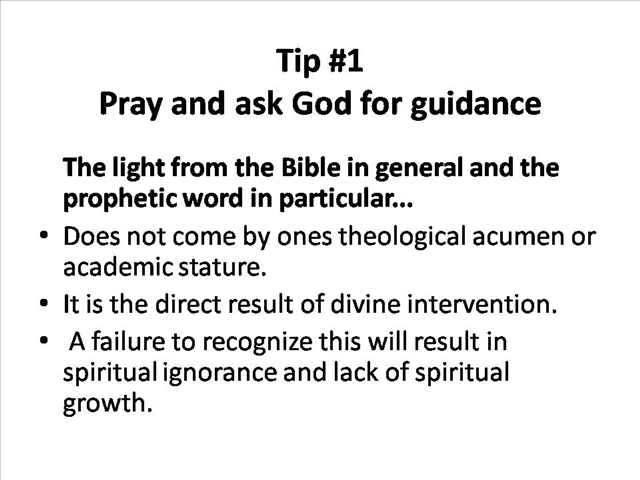 Tip #1
Pray and ask God for guidance
The light from the Bible in general and the
prophetic word in particular...
• Does not come by ones theological acumen or
academic stature.
• It is the direct result of divine intervention.
• A failure to recognize this will result in
spiritual ignorance and lack of spiritual
growth.